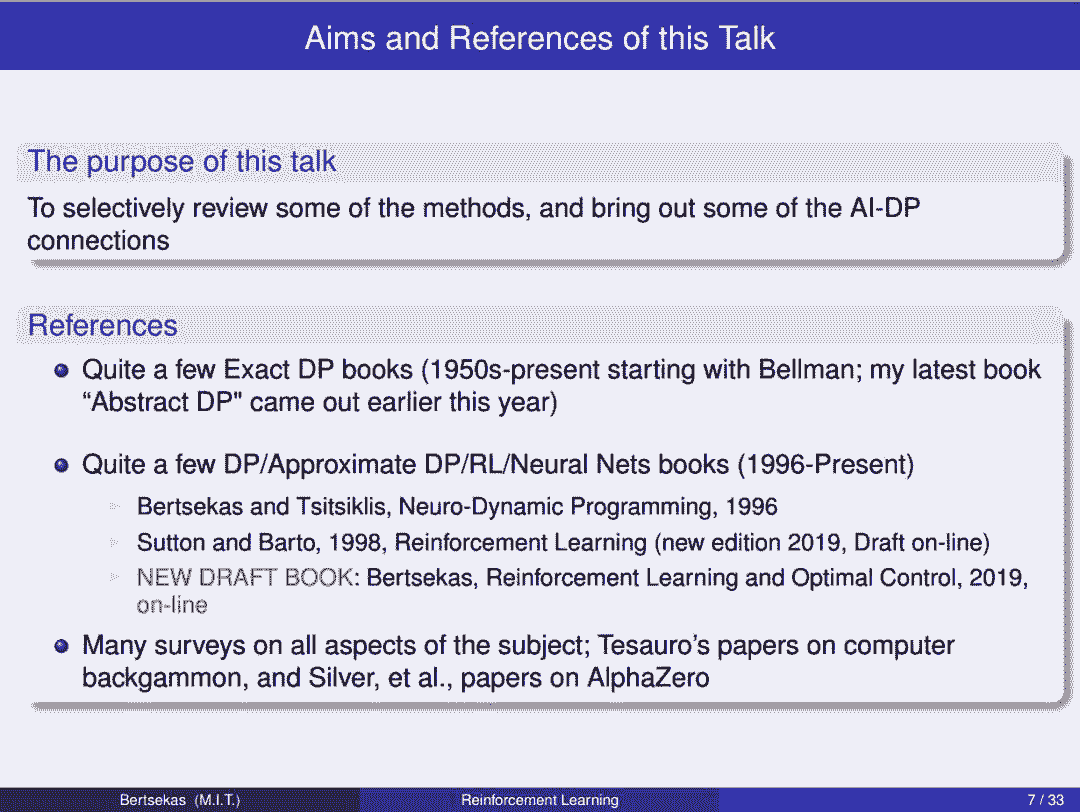 Aims and References of this Talk
The purpose of this talk
To selectively review some of the methods, and bring out some of the AI-DP
connections
References
Quite a few Exact DP books (1950s-present starting with Bellman; my latest book
“Abstract DP" came out earlier this year)
Quite a few DP/Approximate DP/RL/Neural Nets books (1996-Present)
Bertsekas and Tsitsiklis, Neuro-Dynamic Programming, 1996
Sutton and Barto, 1998, Reinforcement Learning (new edition 2019, Draft on-line)
NEW DRAFT BOOK: Bertsekas, Reinforcement Learning and Optimal Control, 2019,
on-line
Many surveys on all aspects of the subject; Tesauro's papers on computer
backgammon, and Silver, et al., papers on AlphaZero
Bertsekas (M.I.T.) Reinforcement Learning 7 / 33